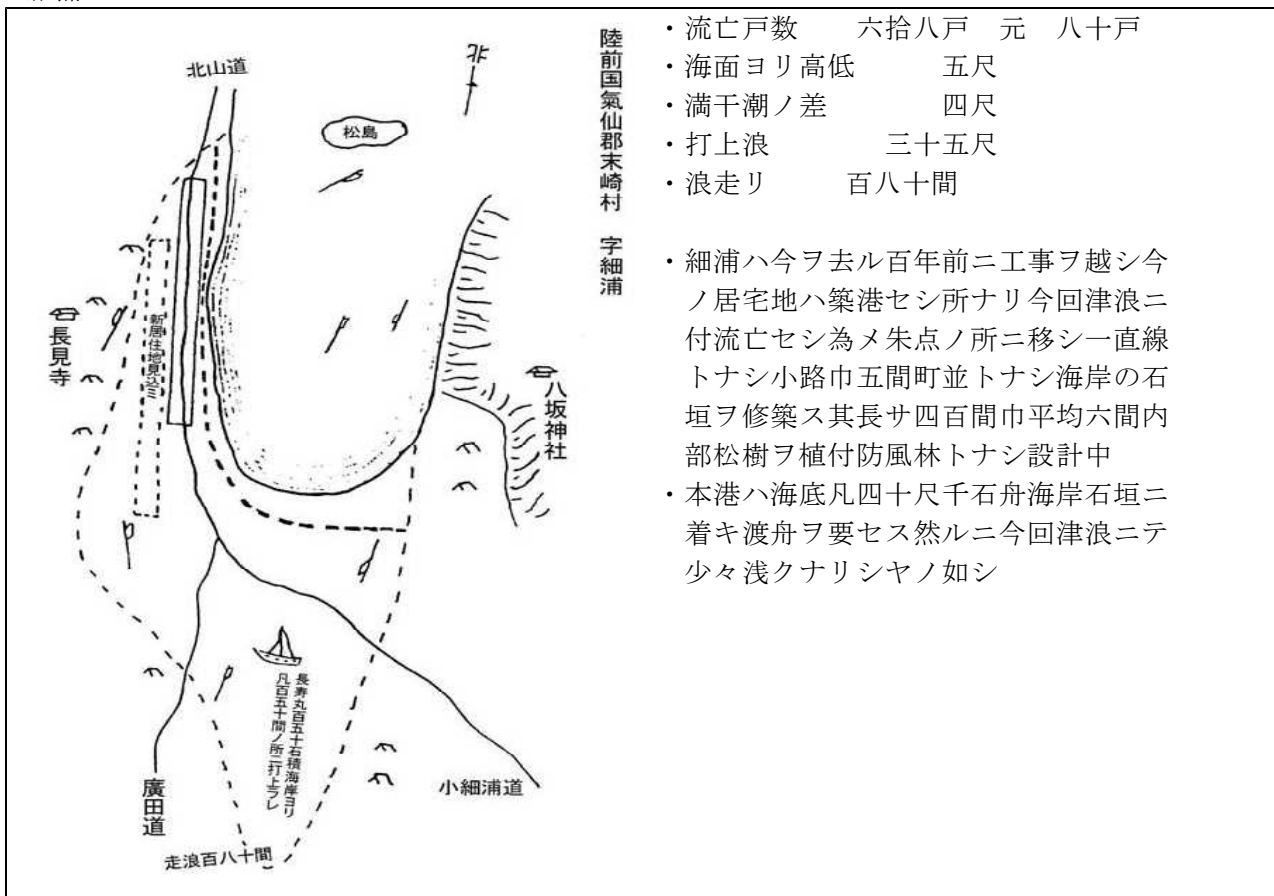 北山道
北
松島
陸前国氣仙郡末崎村 字細浦
長見寺
新居住地見込ミ
八坂神社
長寿丸百五十石積海岸ヨリ
凡百五十間ノ所ニ打上ラレ
廣田道
小細浦道
走浪百八十間
・流亡戸数 六拾八戸 元 八十戸
・海面ヨリ高低 五尺
・満干潮ノ差 四尺
・打上浪 三十五尺
・浪走リ 百八十間
・細浦ハ今ヲ去ル百年前ニ工事ヲ越シ今
ノ居宅地ハ築港セシ所ナリ今回津浪ニ
付流亡セシ為メ朱点ノ所ニ移シ一直線
トナシ小路巾五間町並トナシ海岸の石
垣ヲ修築ス其長サ四百間巾平均六間内
部松樹ヲ植付防風林トナシ設計中
・本港ハ海底凡四十尺千石舟海岸石垣ニ
着キ渡舟ヲ要セス然ルニ今回津浪ニテ
少々浅クナリシヤノ如シ